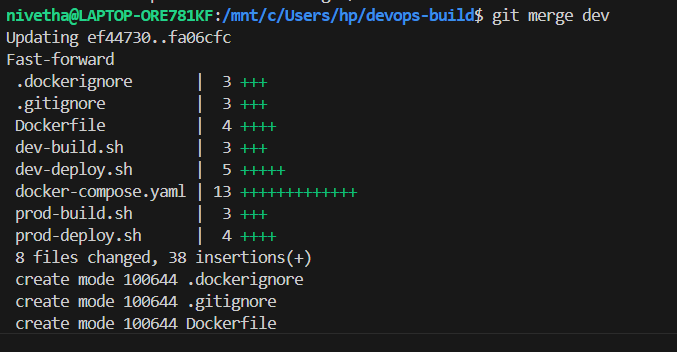 nivetha@LAPTOP-ORE781KF:/mnt/c/Users/hp/devops-build$ git merge dev
Updating ef44730..fa06cfc
Fast-forward
 .dockerignore       |  3 +++
 .gitignore          |  3 +++
 Dockerfile          |  4 ++++
 dev-build.sh        |  3 +++
 dev-deploy.sh       |  5 +++++
 docker-compose.yaml | 13 +++++++++++++
 prod-build.sh       |  3 +++
 prod-deploy.sh      |  4 ++++
 8 files changed, 38 insertions(+)
 create mode 100644 .dockerignore
 create mode 100644 .gitignore
 create mode 100644 Dockerfile